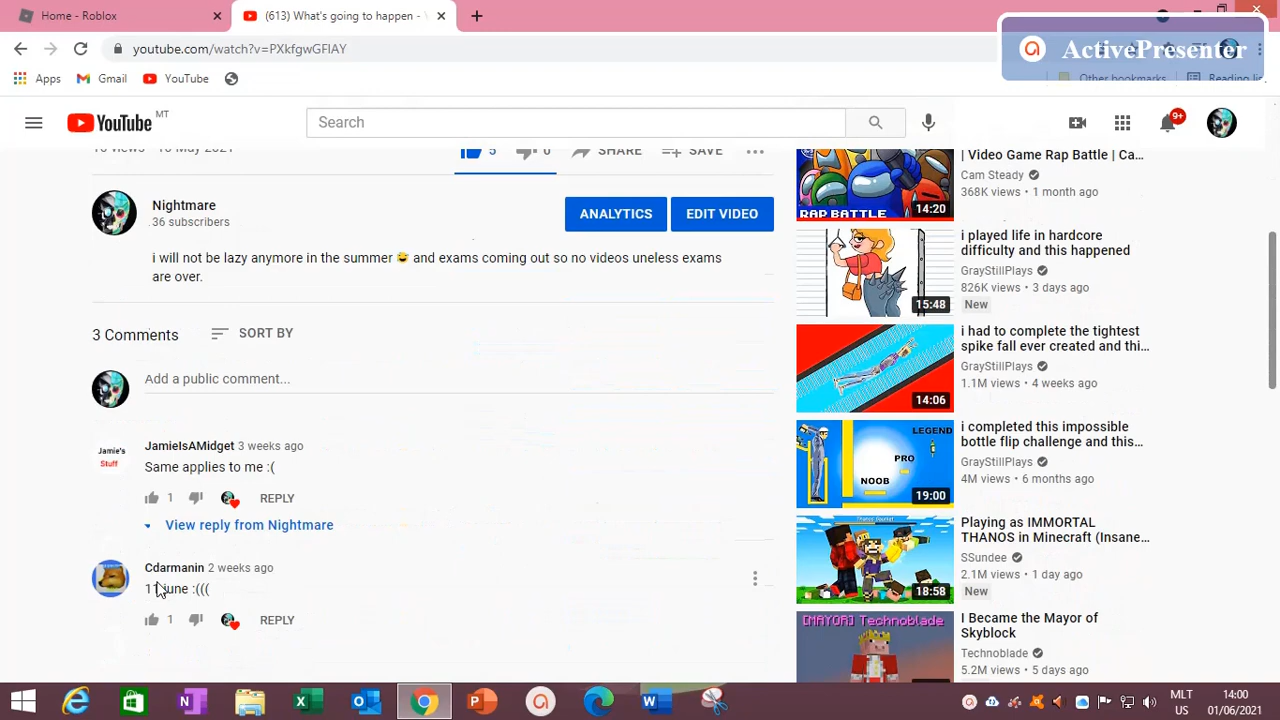 Home - Roblox
(613) What's going to happen -
ActivePresenter
youtube.com/watch?v=PXkfgwGFIAY
Apps
Gmail
YouTube
Other bookmarks
Reading list
YouTube
MT
Search
9+
5
0
SHARE
SAVE
Nightmare
36 subscribers
ANALYTICS
EDIT VIDEO
i will not be lazy anymore in the summer 😅 and exams coming out so no videos uneless exams
are over.
3 Comments
SORT BY
Add a public comment...
Jamie's
Stuff
JamieIsAMidget 3 weeks ago
Same applies to me :(
1
REPLY
View reply from Nightmare
Cdarmanin 2 weeks ago
:(((
1
REPLY
RAP BATTLE
14:20
| Video Game Rap Battle | Ca...
Cam Steady
368K views • 1 month ago
15:48
i played life in hardcore
difficulty and this happened
GrayStillPlays
826K views • 3 days ago
New
14:06
i had to complete the tightest
spike fall ever created and thi...
GrayStillPlays
1.1M views • 4 weeks ago
LEGEND
PRO
NOOB
19:00
i completed this impossible
bottle flip challenge and this...
GrayStillPlays
4M views • 6 months ago
18:58
Playing as IMMORTAL
THANOS in Minecraft (Insane...
SSundee
2.1M views • 1 day ago
New
[MAYOR] Technoblade
I Became the Mayor of
Skyblock
Technoblade
5.2M views • 5 days ago
MLT
US
14:00
01/06/2021